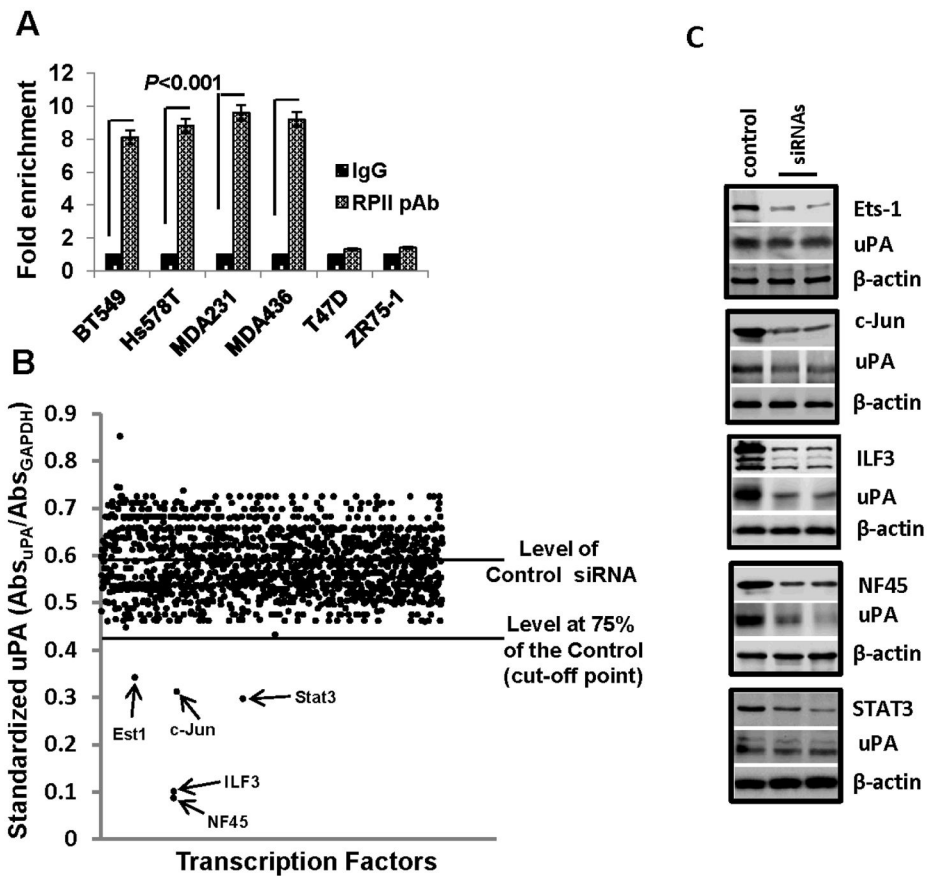 A
Fold enrichment
12
10
8
6
4
2
0
P<0.001
IgG
RPII pAb
BT549
Hs578T
MDA231
MDA436
T47D
ZR75-1
B
Standardized uPA (Abs_uPA/Abs_GAPDH)
0.9
0.8
0.7
0.6
0.5
0.4
0.3
0.2
0.1
0
Level of
Control siRNA
Level at 75%
of the Control
(cut-off point)
Est1
c-Jun
Stat3
ILF3
NF45
Transcription Factors
C
control
siRNAs
Ets-1
uPA
β-actin
c-Jun
uPA
β-actin
ILF3
uPA
β-actin
NF45
uPA
β-actin
STAT3
uPA
β-actin